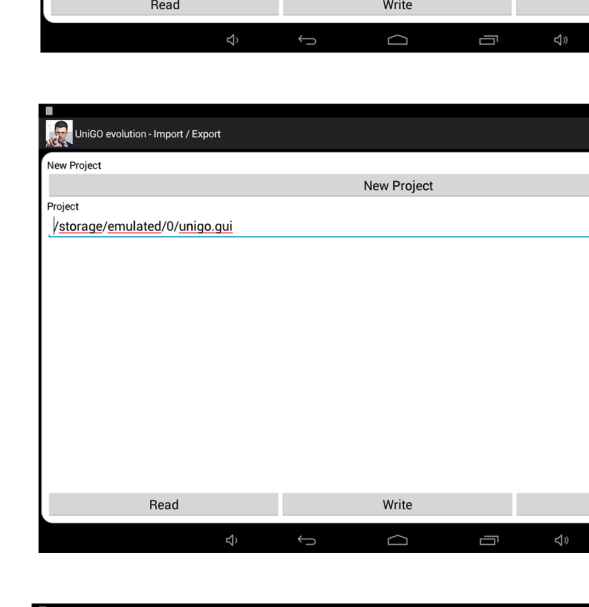 Read Write
UniGO evolution - Import / Export
New Project
New Project
Project
/storage/emulated/0/unigo.gui
Read Write